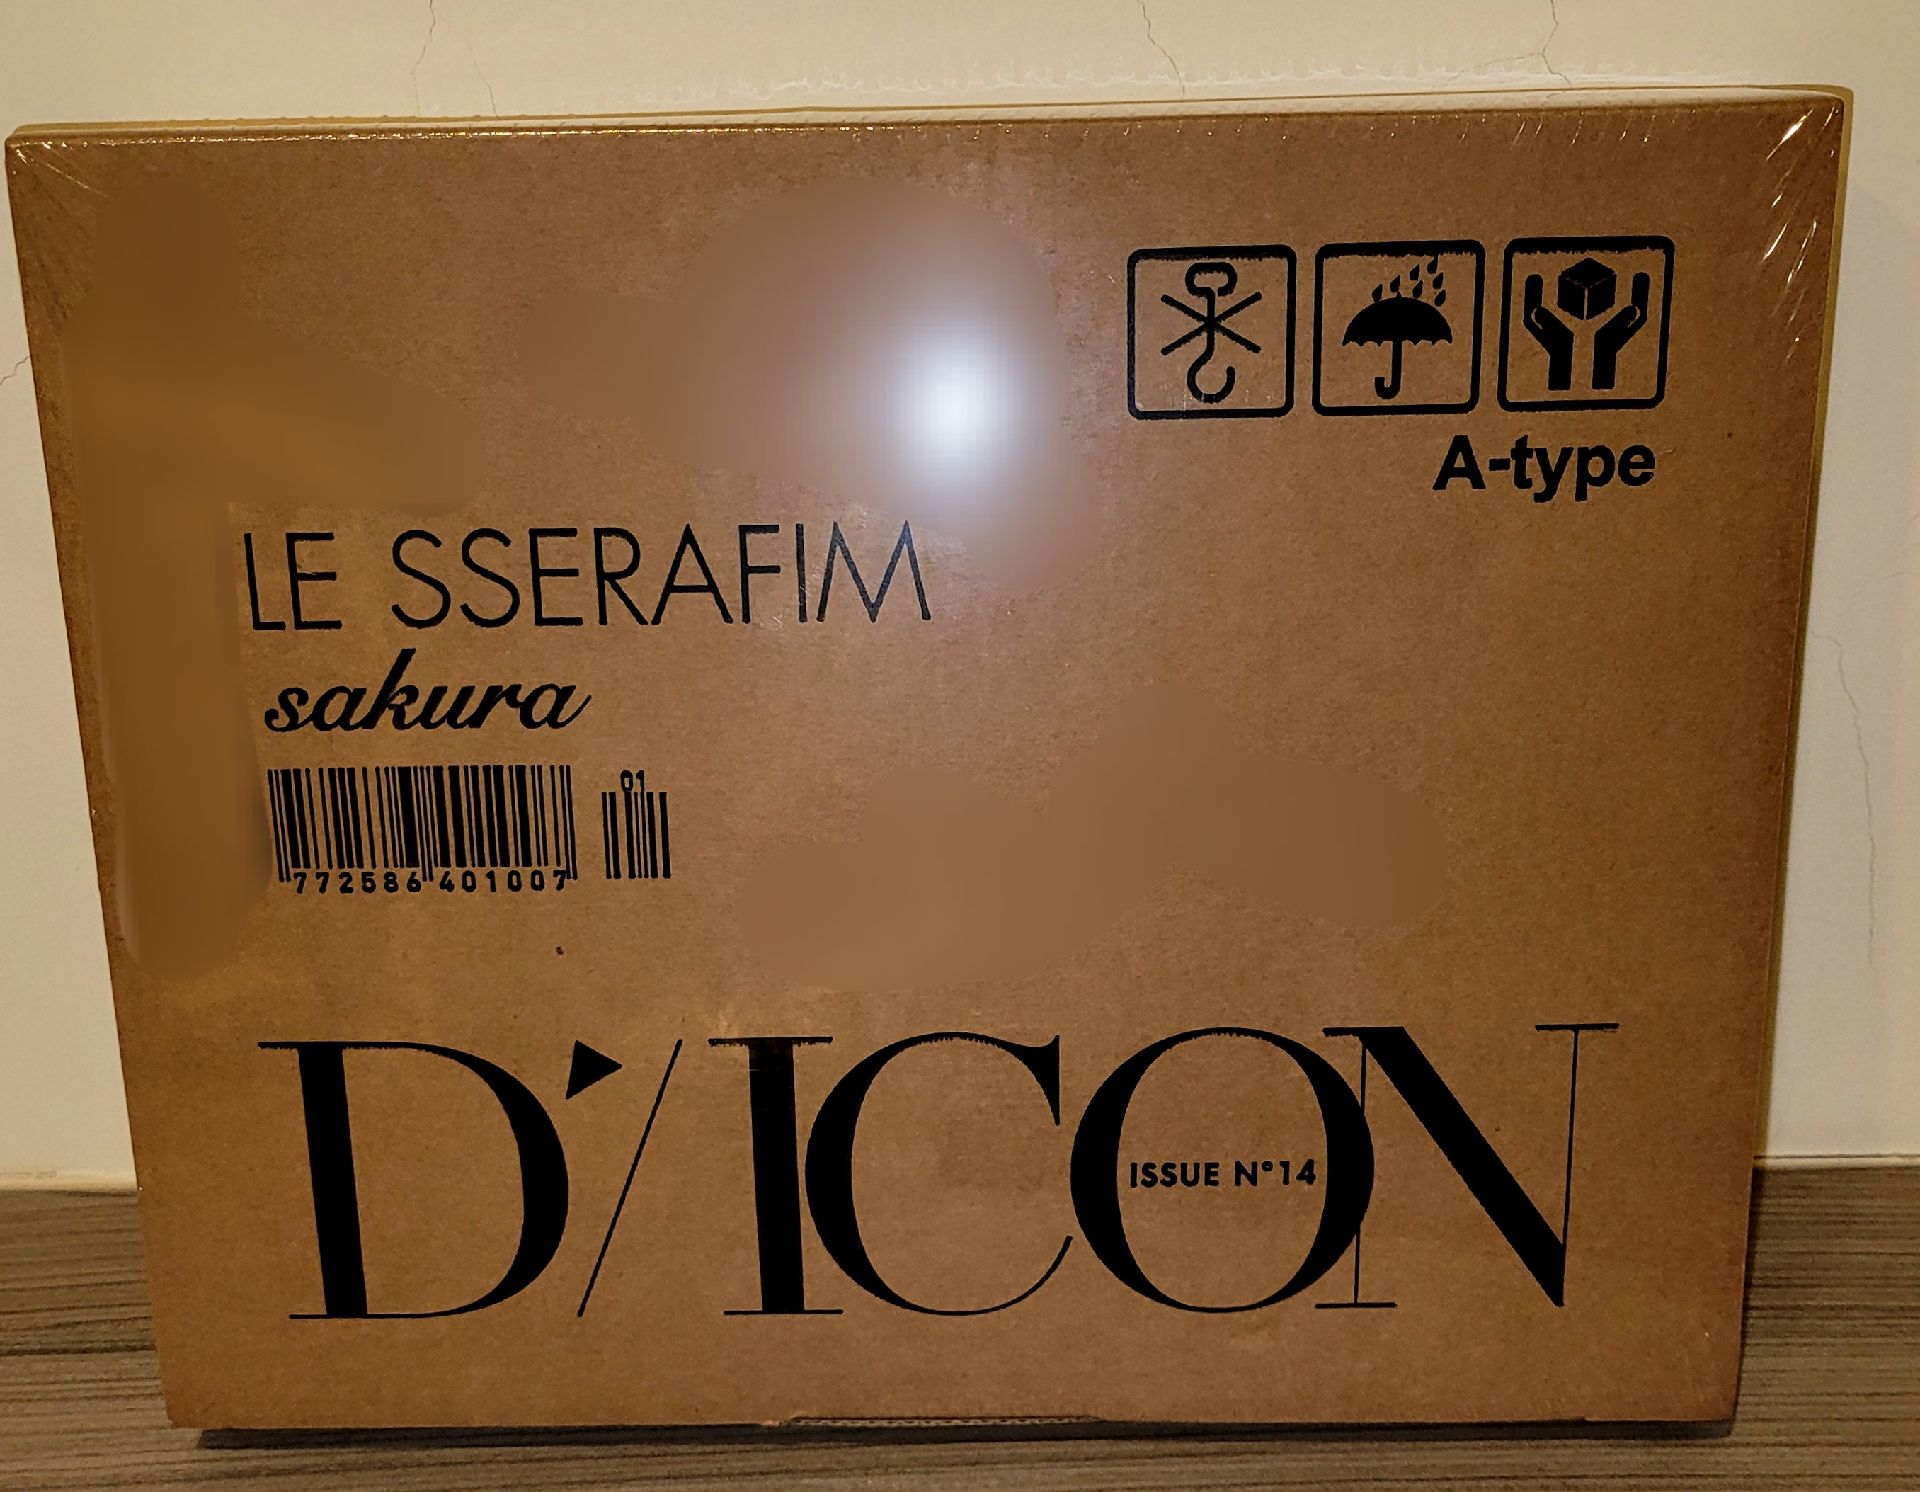 A-type
LE SSERAFIM
sakura
01
772586 401007
D'/ICON
ISSUE N°14